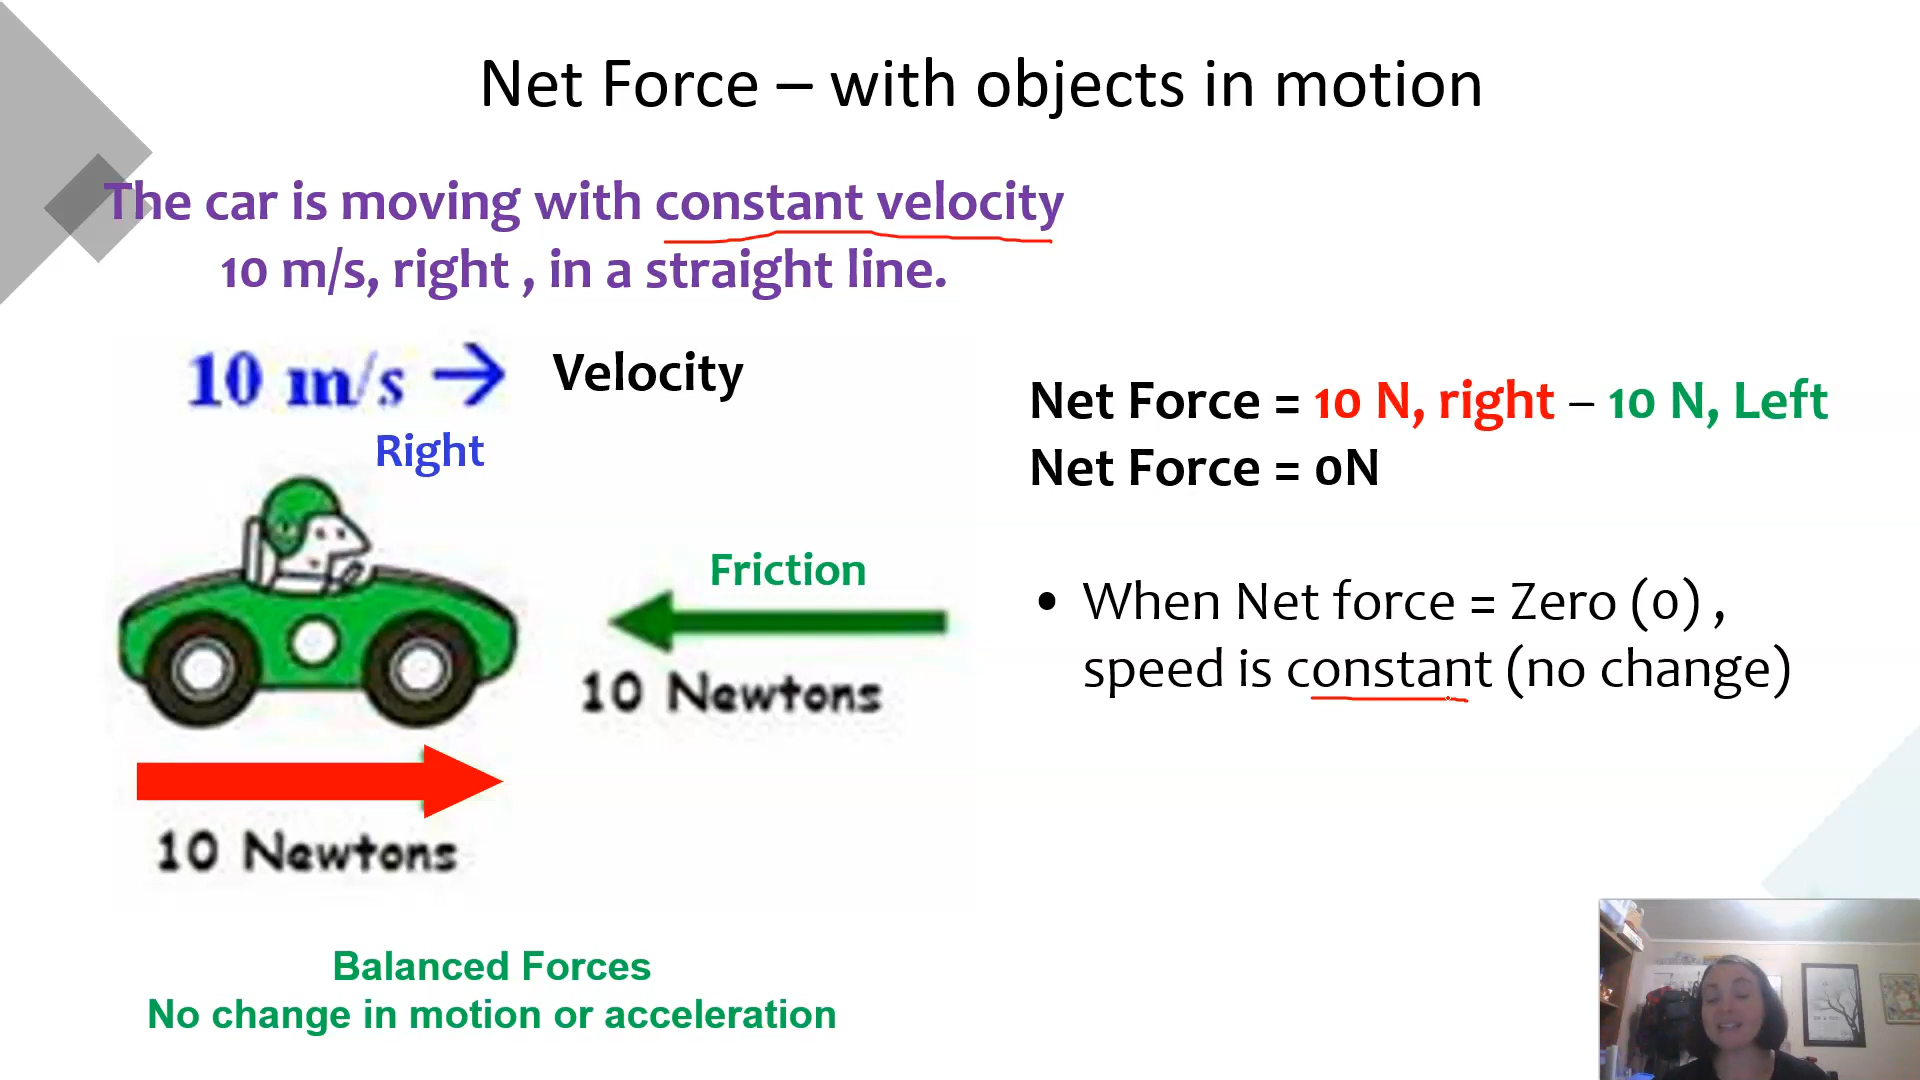 Net Force – with objects in motion
The car is moving with constant velocity
10 m/s, right , in a straight line.
10 m/s → Velocity
Right
Net Force = 10 N, right – 10 N, Left
Net Force = 0N
Friction
10 Newtons
• When Net force = Zero (0) ,
speed is constant (no change)
10 Newtons
Balanced Forces
No change in motion or acceleration